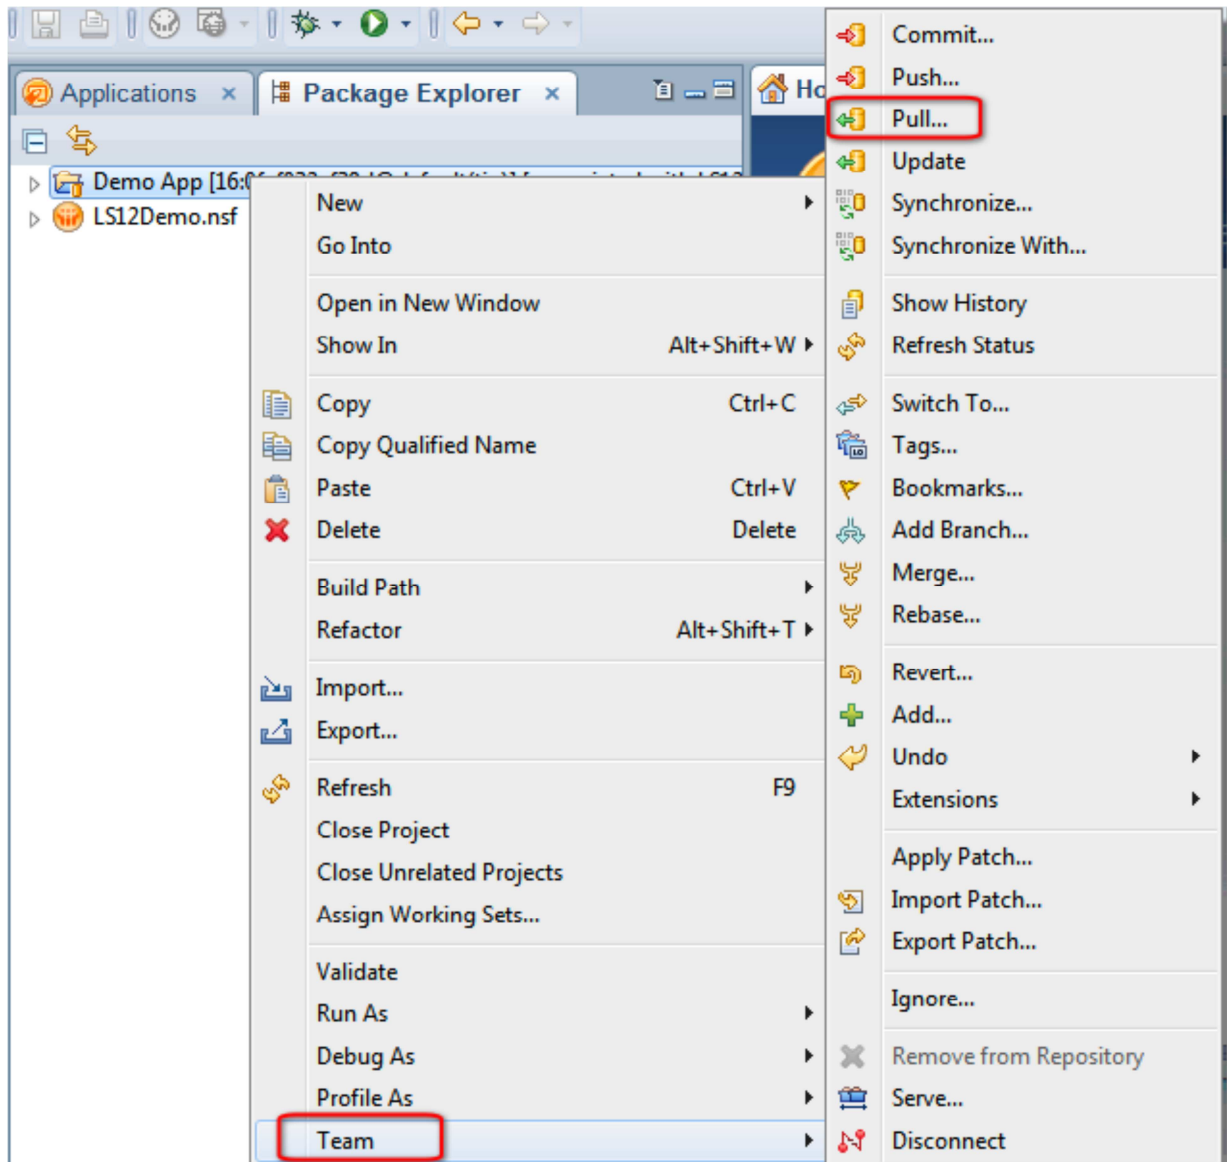 Applications
Package Explorer
Ho
Demo App [16:0
LS12Demo.nsf
New
Go Into
Open in New Window
Show In Alt+Shift+W
Copy Ctrl+C
Copy Qualified Name
Paste Ctrl+V
Delete Delete
Build Path
Refactor Alt+Shift+T
Import...
Export...
Refresh F9
Close Project
Close Unrelated Projects
Assign Working Sets...
Validate
Run As
Debug As
Profile As
Team
Commit...
Push...
Pull...
Update
Synchronize...
Synchronize With...
Show History
Refresh Status
Switch To...
Tags...
Bookmarks...
Add Branch...
Merge...
Rebase...
Revert...
Add...
Undo
Extensions
Apply Patch...
Import Patch...
Export Patch...
Ignore...
Remove from Repository
Serve...
Disconnect